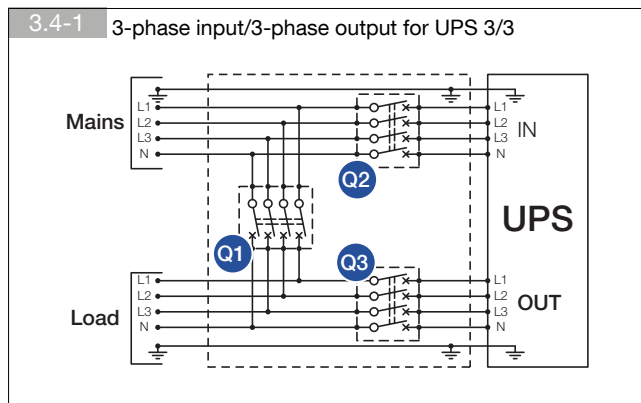 3.4-1 3-phase input/3-phase output for UPS 3/3
Mains
L1
L2
L3
N
Q2
L1
L2
L3
N
IN
UPS
Q1
Q3
Load
L1
L2
L3
N
L1
L2
L3
N
OUT